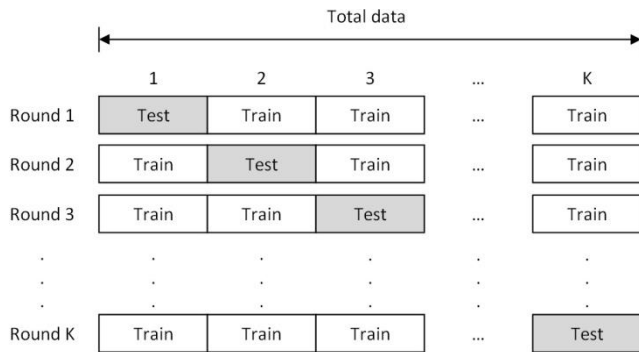 Total data
1 2 3 ... K
Round 1 Test Train Train ... Train
Round 2 Train Test Train ... Train
Round 3 Train Train Test ... Train
. . . . .
. . . . .
. . . . .
Round K Train Train Train ... Test